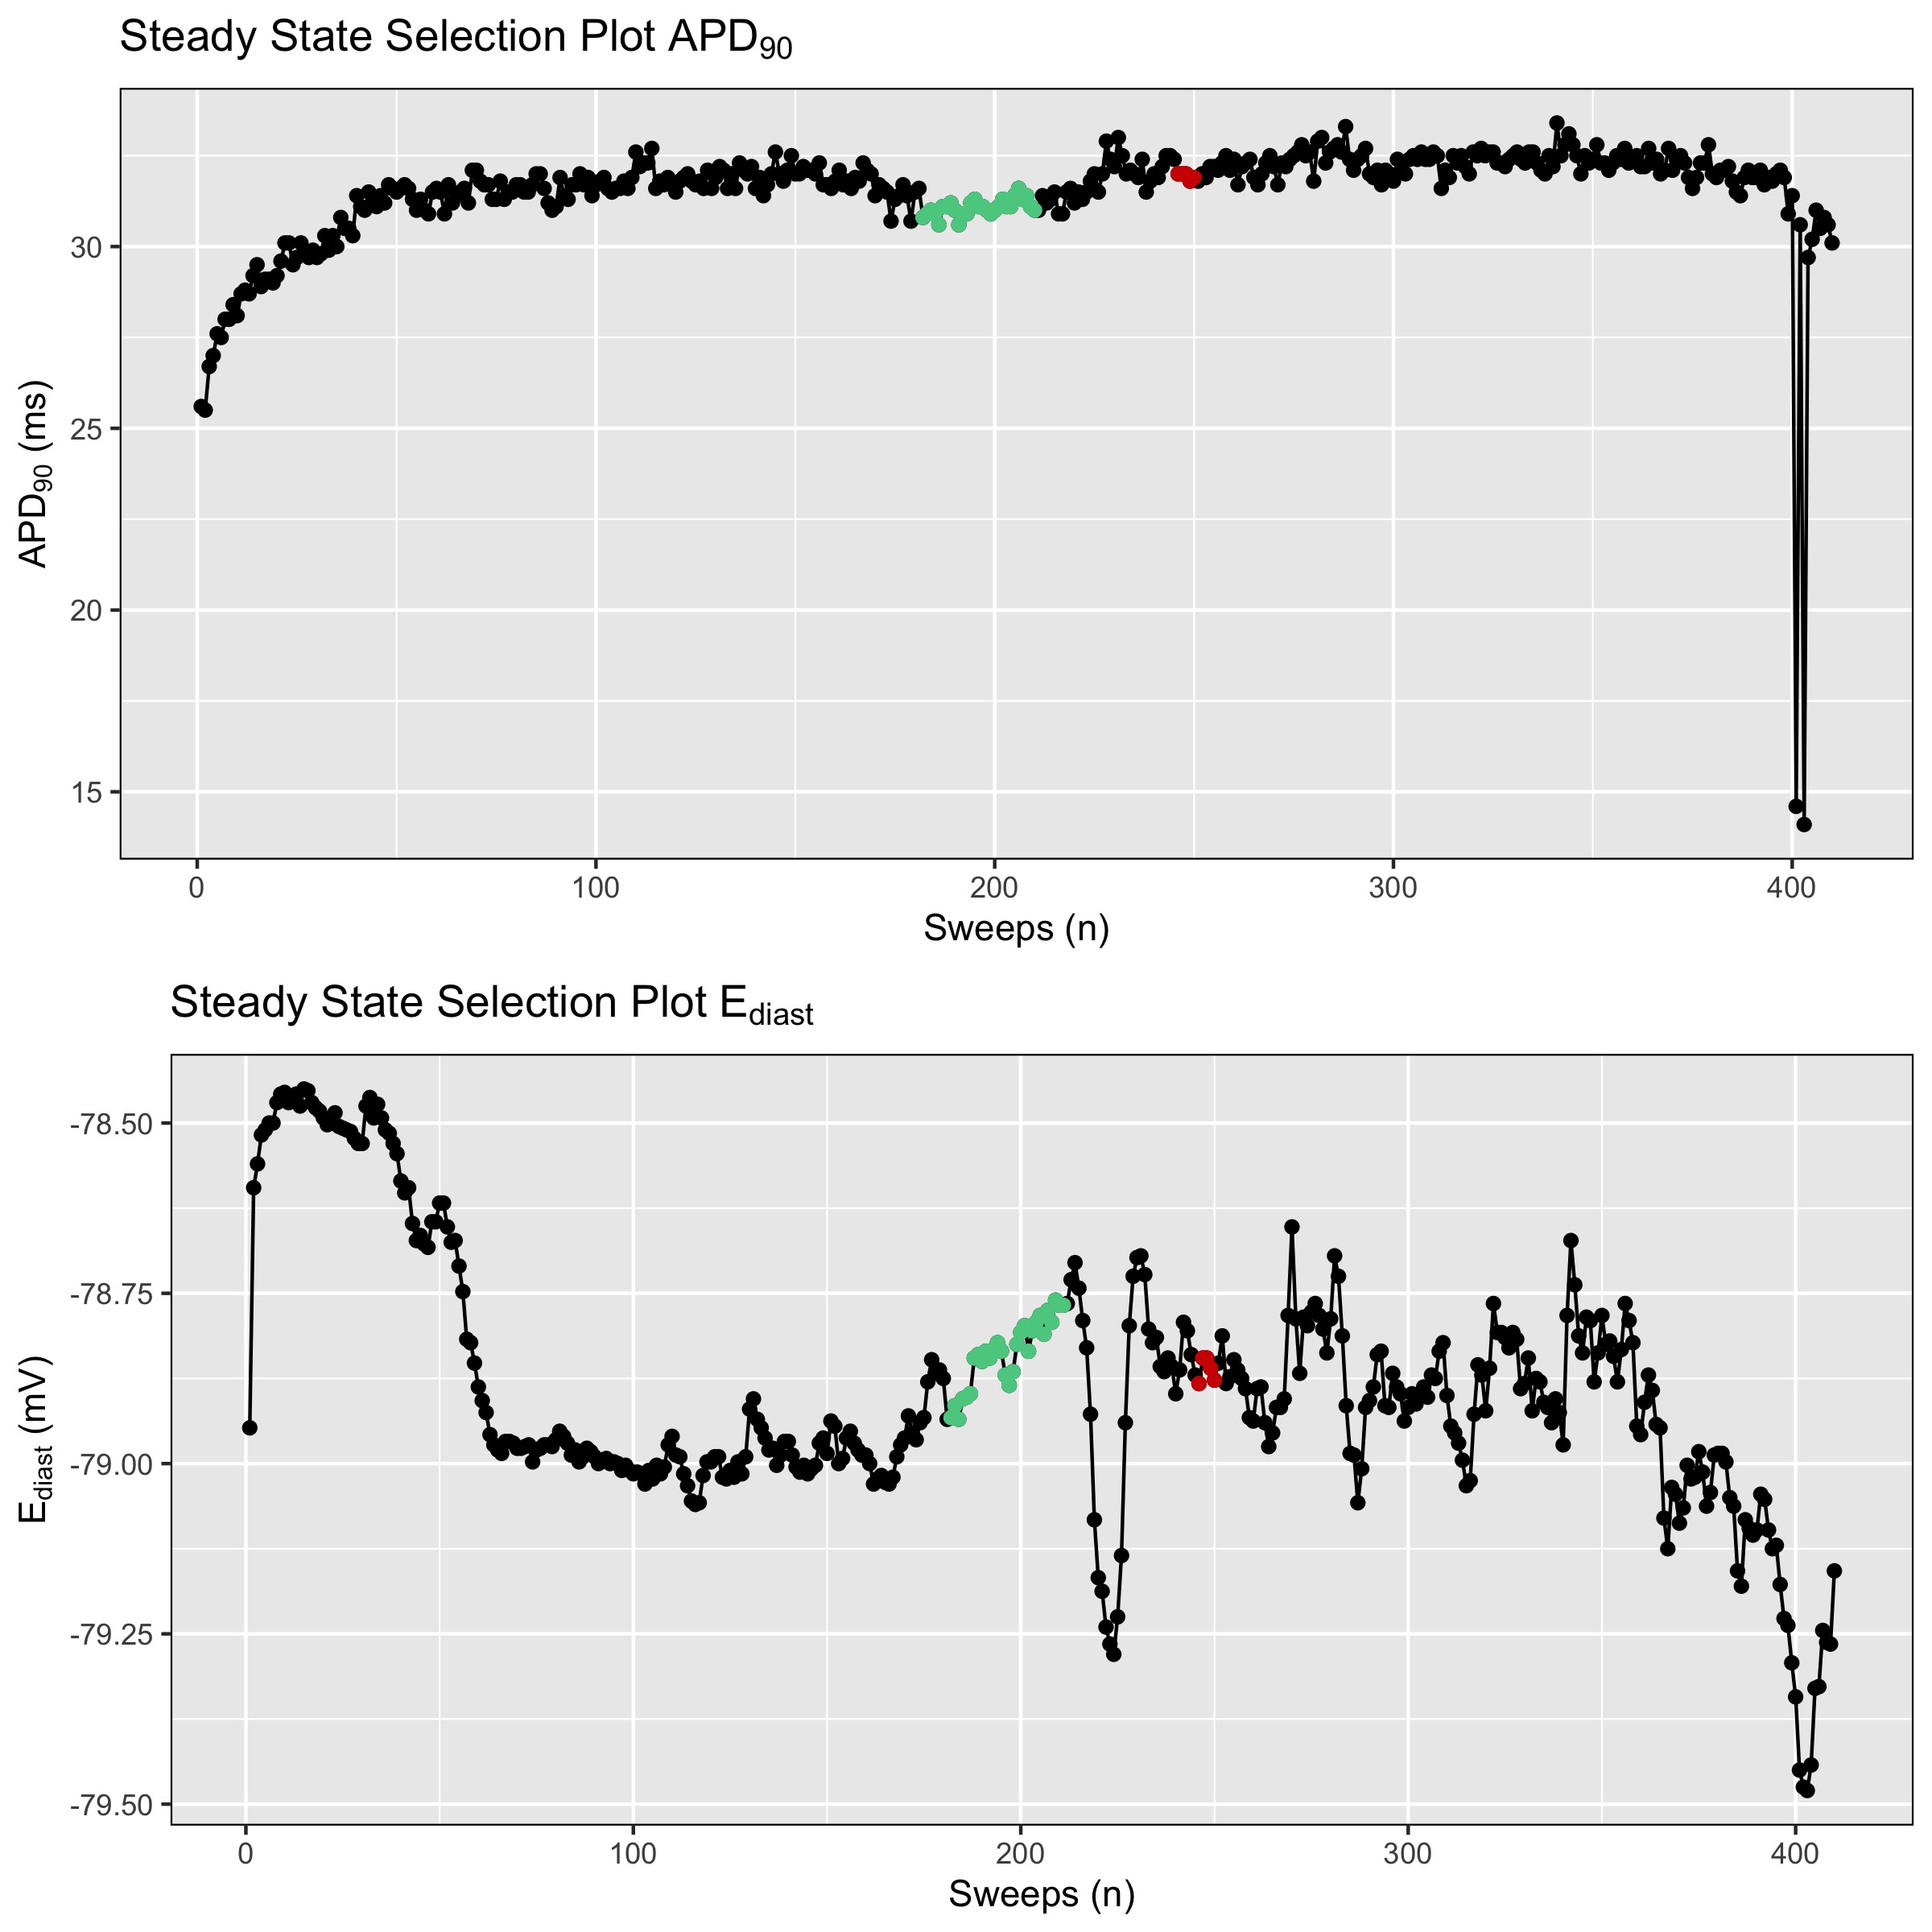 Steady State Selection Plot APD90
APD90 (ms)
30
25
20
15
0 100 200 300 400
Sweeps (n)
Steady State Selection Plot Ediast
Ediast (mV)
-78.50
-78.75
-79.00
-79.25
-79.50
0 100 200 300 400
Sweeps (n)